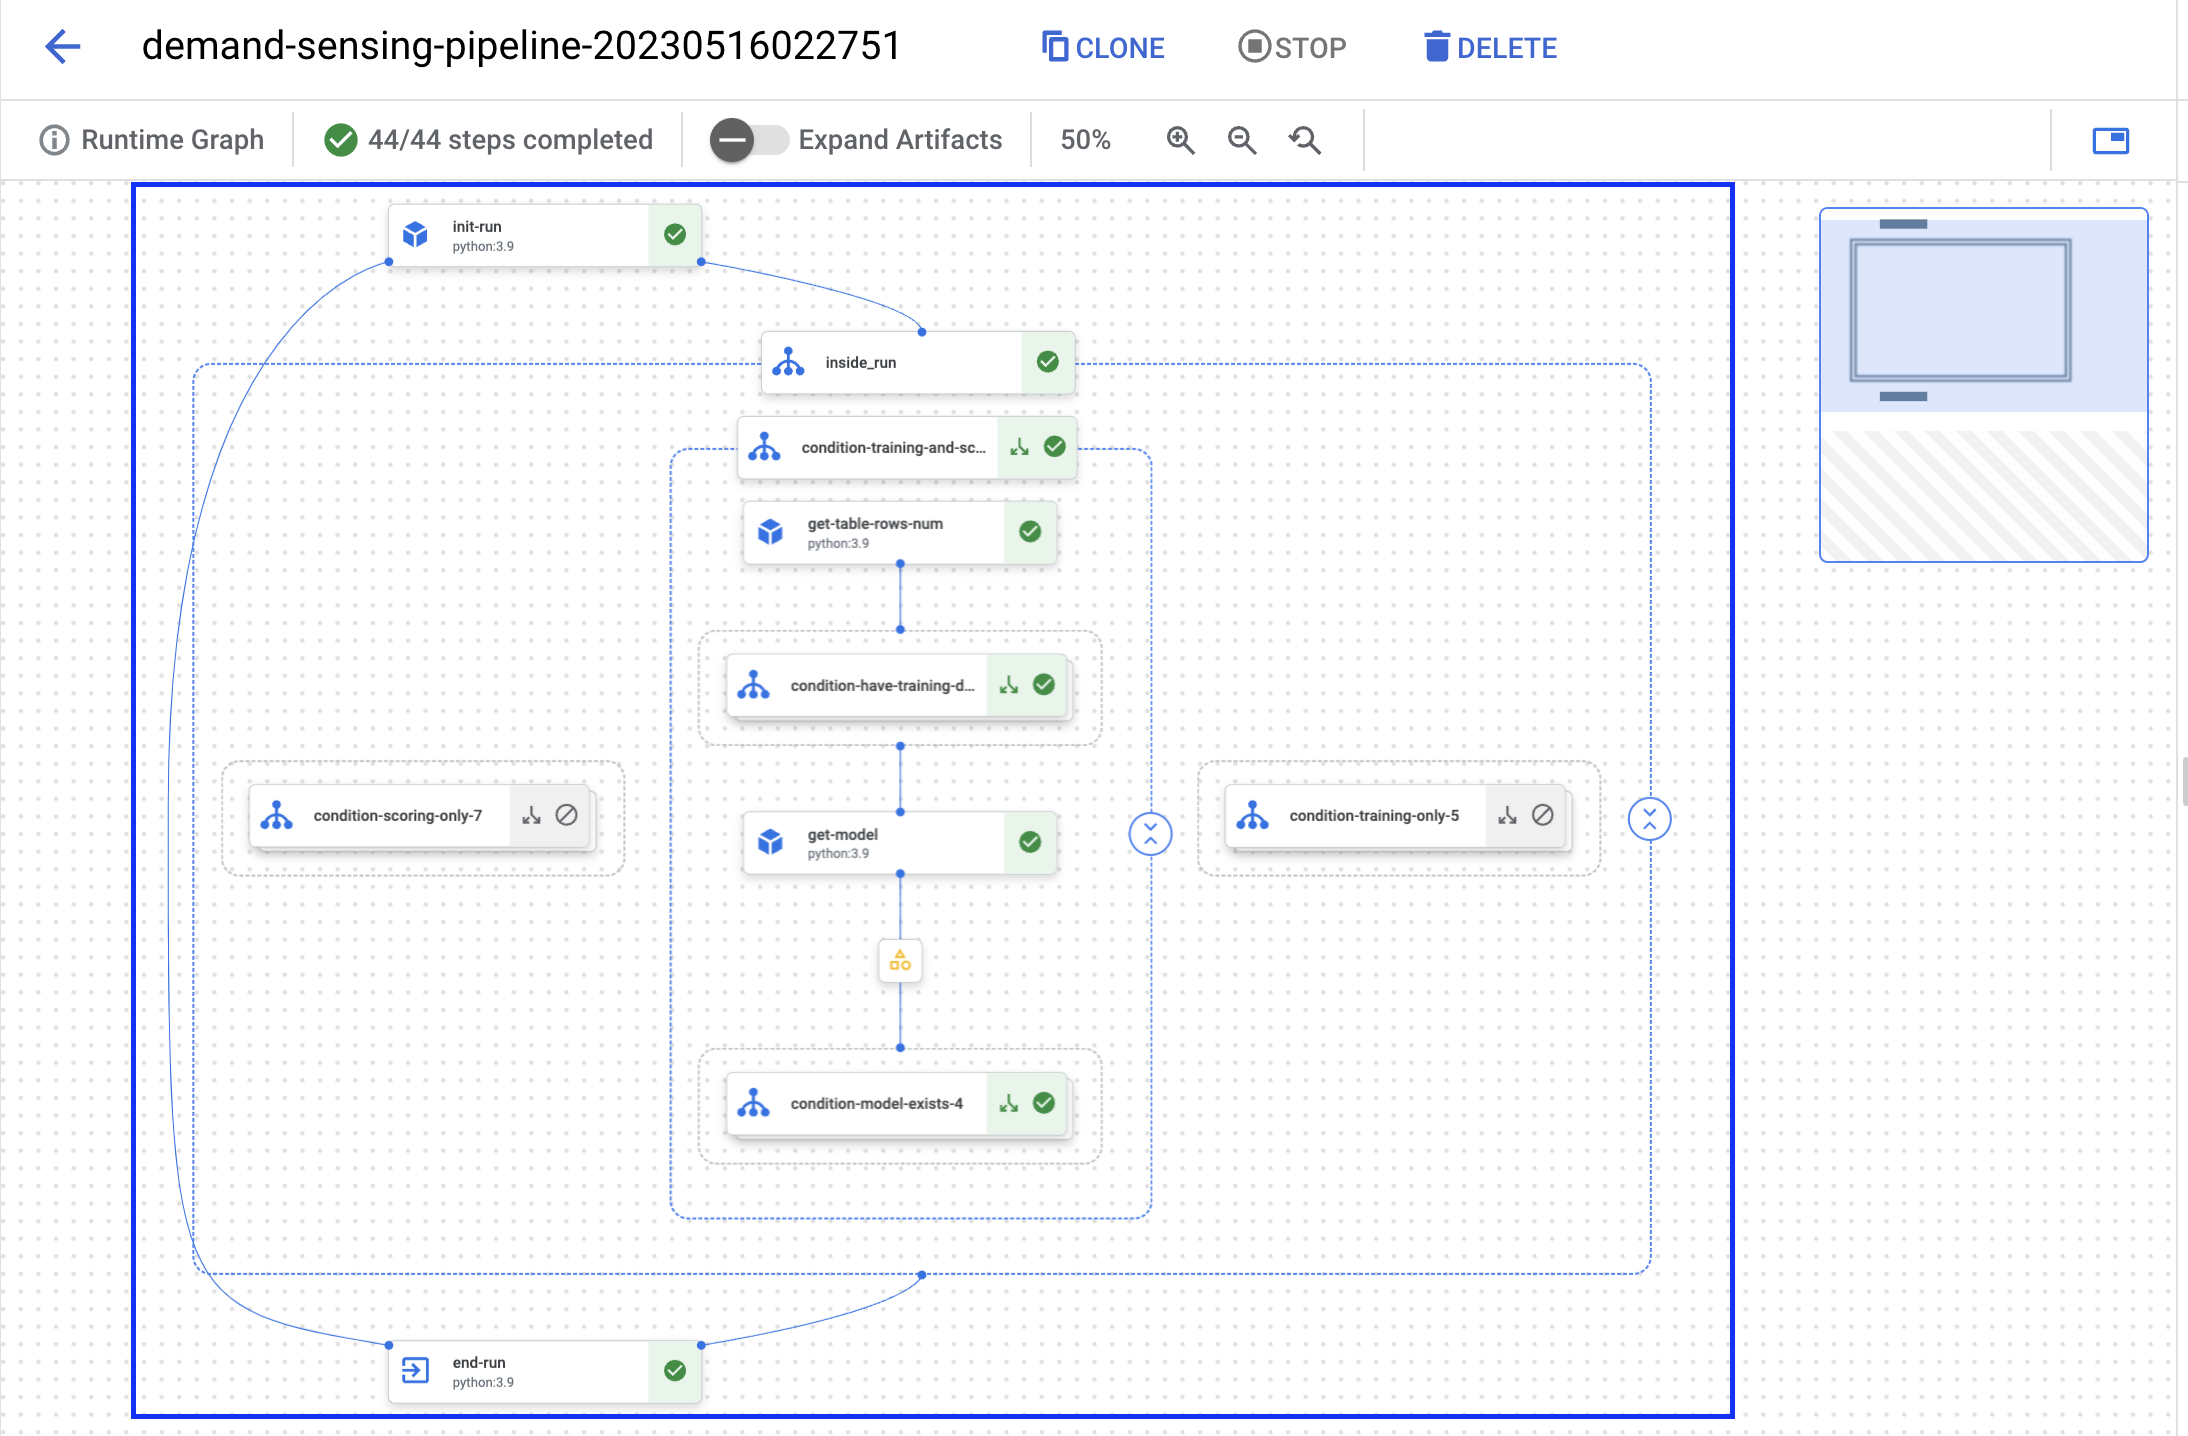 demand-sensing-pipeline-20230516022751
CLONE
STOP
DELETE
Runtime Graph
44/44 steps completed
Expand Artifacts
50%
init-run
python:3.9
inside_run
condition-training-and-sc...
get-table-rows-num
python:3.9
condition-have-training-d...
condition-scoring-only-7
get-model
python:3.9
condition-training-only-5
condition-model-exists-4
end-run
python:3.9